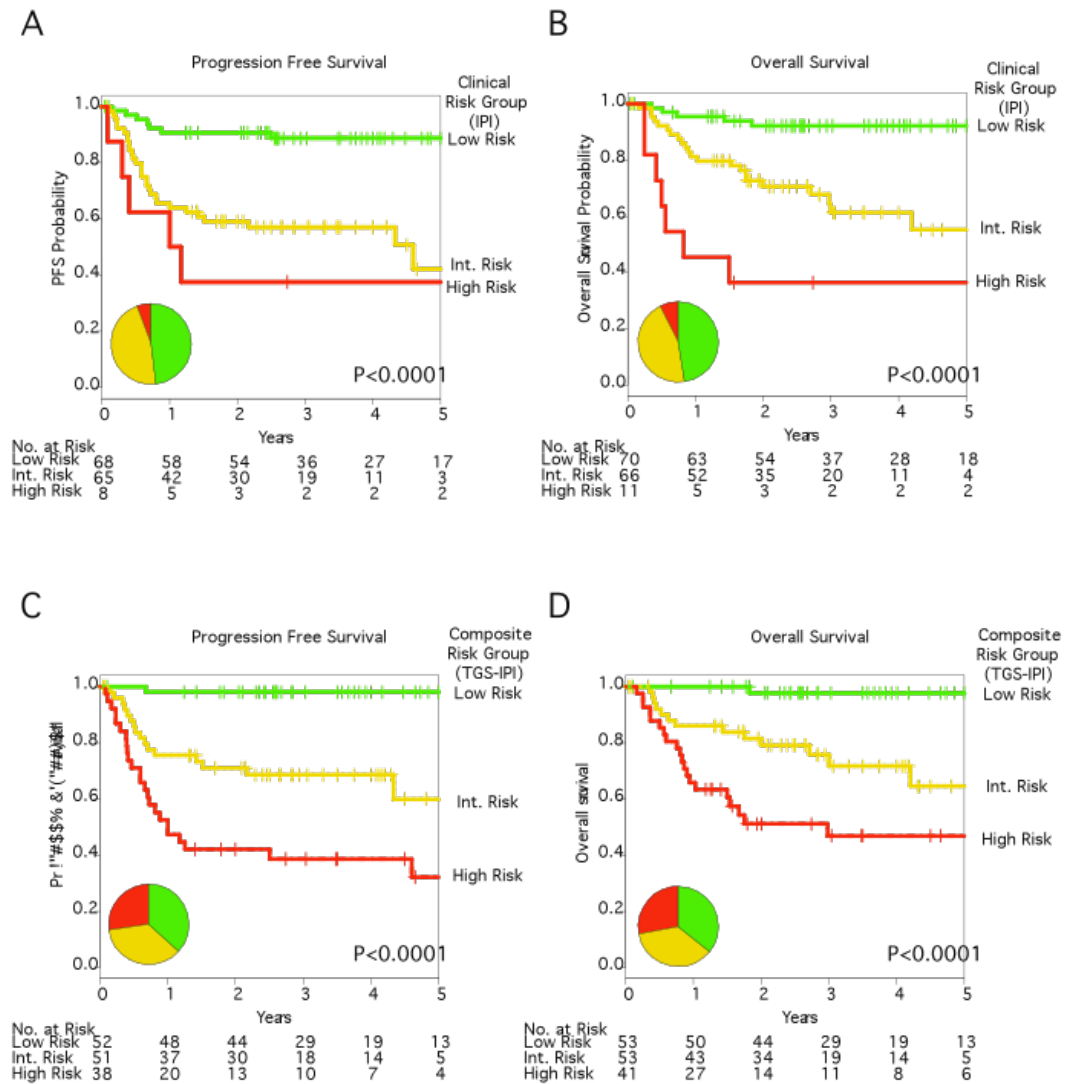 A
Progression Free Survival
Clinical
Risk Group
(IPI)
1.0
0.8
0.6
0.4
0.2
0.0
PFS Probability
Low Risk
Int. Risk
High Risk
P<0.0001
0 1 2 3 4 5
Years
No. at Risk
Low Risk 68 58 54 36 27 17
Int. Risk 65 42 30 19 11 3
High Risk 8 5 3 2 2 2
B
Overall Survival
Clinical
Risk Group
(IPI)
1.0
0.8
0.6
0.4
0.2
0.0
Overall Survival Probability
Low Risk
Int. Risk
High Risk
P<0.0001
0 1 2 3 4 5
Years
No. at Risk
Low Risk 70 63 54 37 28 18
Int. Risk 66 52 35 20 11 4
High Risk 11 5 3 2 2 2
C
Progression Free Survival
Composite
Risk Group
(TGS-IPI)
1.0
0.8
0.6
0.4
0.2
0.0
Low Risk
Int. Risk
High Risk
P<0.0001
0 1 2 3 4 5
Years
No. at Risk
Low Risk 52 48 44 29 19 13
Int. Risk 51 37 30 18 14 5
High Risk 38 20 13 10 7 4
D
Overall Survival
Composite
Risk Group
(TGS-IPI)
1.0
0.8
0.6
0.4
0.2
0.0
Overall survival
Low Risk
Int. Risk
High Risk
P<0.0001
0 1 2 3 4 5
Years
No. at Risk
Low Risk 53 50 44 29 19 13
Int. Risk 53 43 34 19 14 5
High Risk 41 27 14 11 8 6